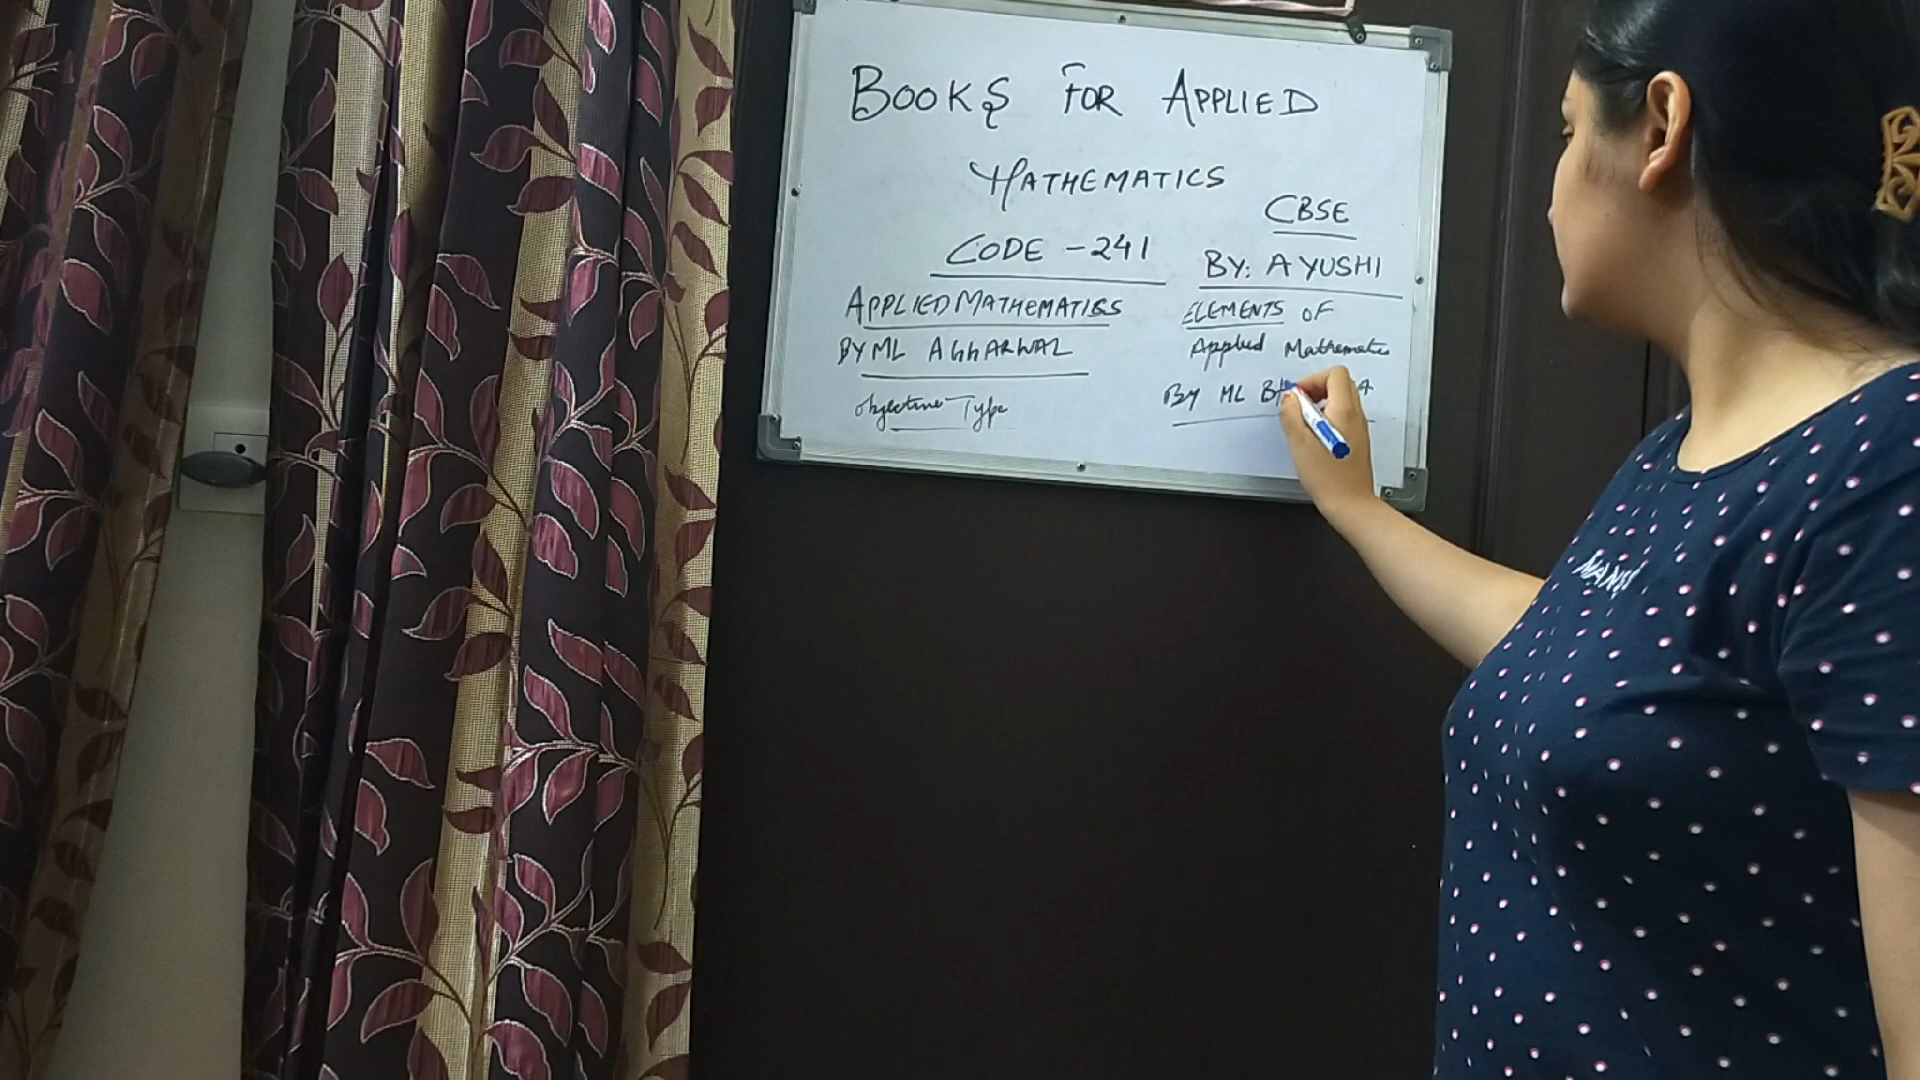 BOOKS FOR APPLIED
MATHEMATICS
CBSE
CODE - 241
BY: AYUSHI
APPLIED MATHEMATICS
BY ML AGGARWAL
Objective Type
ELEMENTS OF
Applied Mathematics
By ML